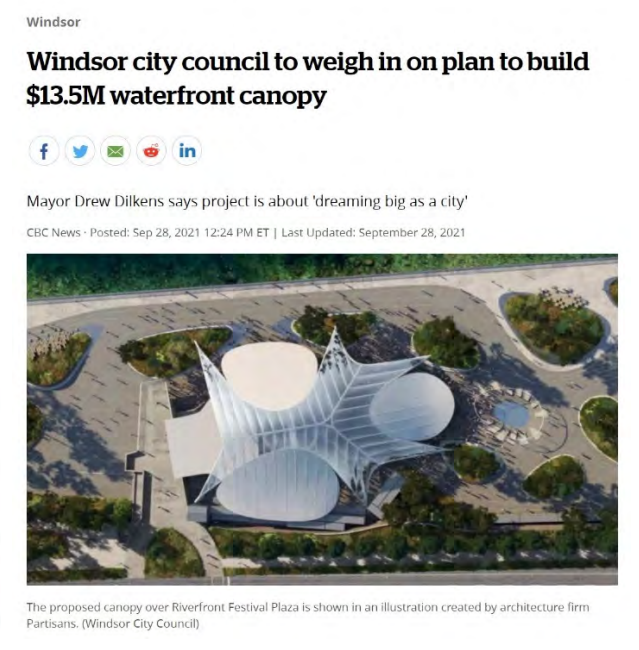 Windsor
Windsor city council to weigh in on plan to build
$13.5M waterfront canopy
Mayor Drew Dilkens says project is about 'dreaming big as a city'
CBC News · Posted: Sep 28, 2021 12:24 PM ET | Last Updated: September 28, 2021
The proposed canopy over Riverfront Festival Plaza is shown in an illustration created by architecture firm
Partisans. (Windsor City Council)